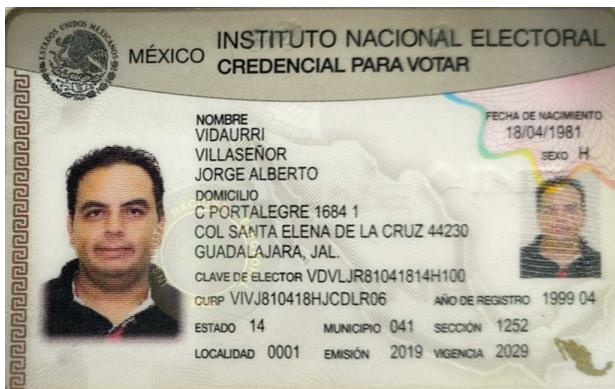 ESTADOS UNIDOS MEXICANOS
MÉXICO
INSTITUTO NACIONAL ELECTORAL
CREDENCIAL PARA VOTAR
NOMBRE
VIDAURRI
VILLASEÑOR
JORGE ALBERTO
FECHA DE NACIMIENTO
18/04/1981
SEXO H
DOMICILIO
C PORTALEGRE 1684 1
COL SANTA ELENA DE LA CRUZ 44230
GUADALAJARA, JAL.
CLAVE DE ELECTOR VDVLJR81041814H100
CURP VIVJ810418HJCDLR06 AÑO DE REGISTRO 1999 04
ESTADO 14 MUNICIPIO 041 SECCIÓN 1252
LOCALIDAD 0001 EMISIÓN 2019 VIGENCIA 2029